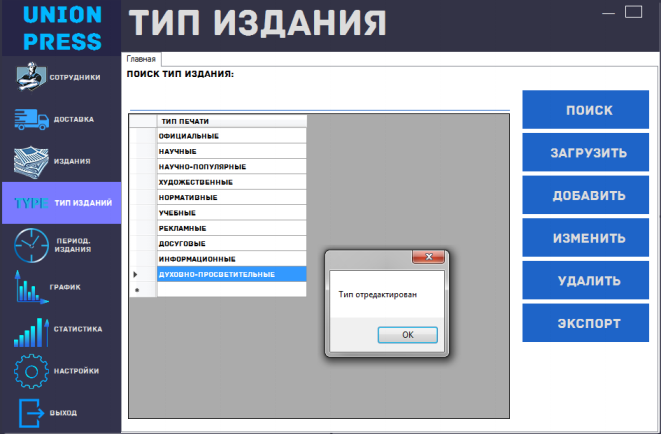 UNION
PRESS
ТИП ИЗДАНИЯ
СОТРУДНИКИ
ДОСТАВКА
ИЗДАНИЯ
TYPE
ТИП ИЗДАНИЙ
ПЕРИОД.
ИЗДАНИЯ
ГРАФИК
СТАТИСТИКА
НАСТРОЙКИ
ВЫХОД
Главная
ПОИСК ТИП ИЗДАНИЯ:
ТИП ПЕЧАТИ
ОФИЦИАЛЬНЫЕ
НАУЧНЫЕ
НАУЧНО-ПОПУЛЯРНЫЕ
ХУДОЖЕСТВЕННЫЕ
НОРМАТИВНЫЕ
УЧЕБНЫЕ
РЕКЛАМНЫЕ
ДОСУГОВЫЕ
ИНФОРМАЦИОННЫЕ
ДУХОВНО-ПРОСВЕТИТЕЛЬНЫЕ
Тип отредактирован
OK
ПОИСК
ЗАГРУЗИТЬ
ДОБАВИТЬ
ИЗМЕНИТЬ
УДАЛИТЬ
ЭКСПОРТ